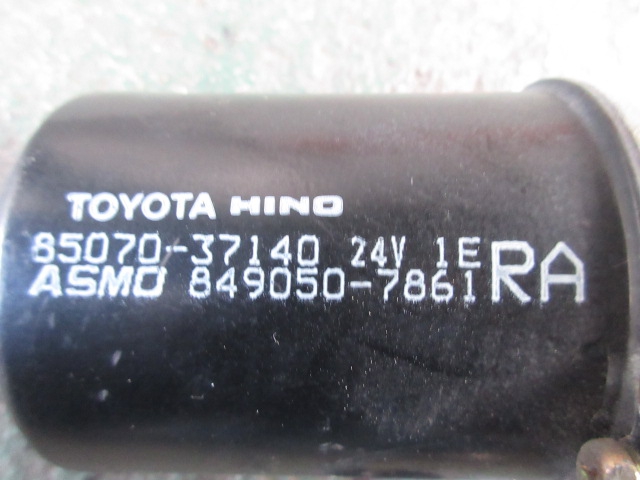 TOYOTA HINO
85070-37140 24V 1E
ASMO 849050-7861 RA